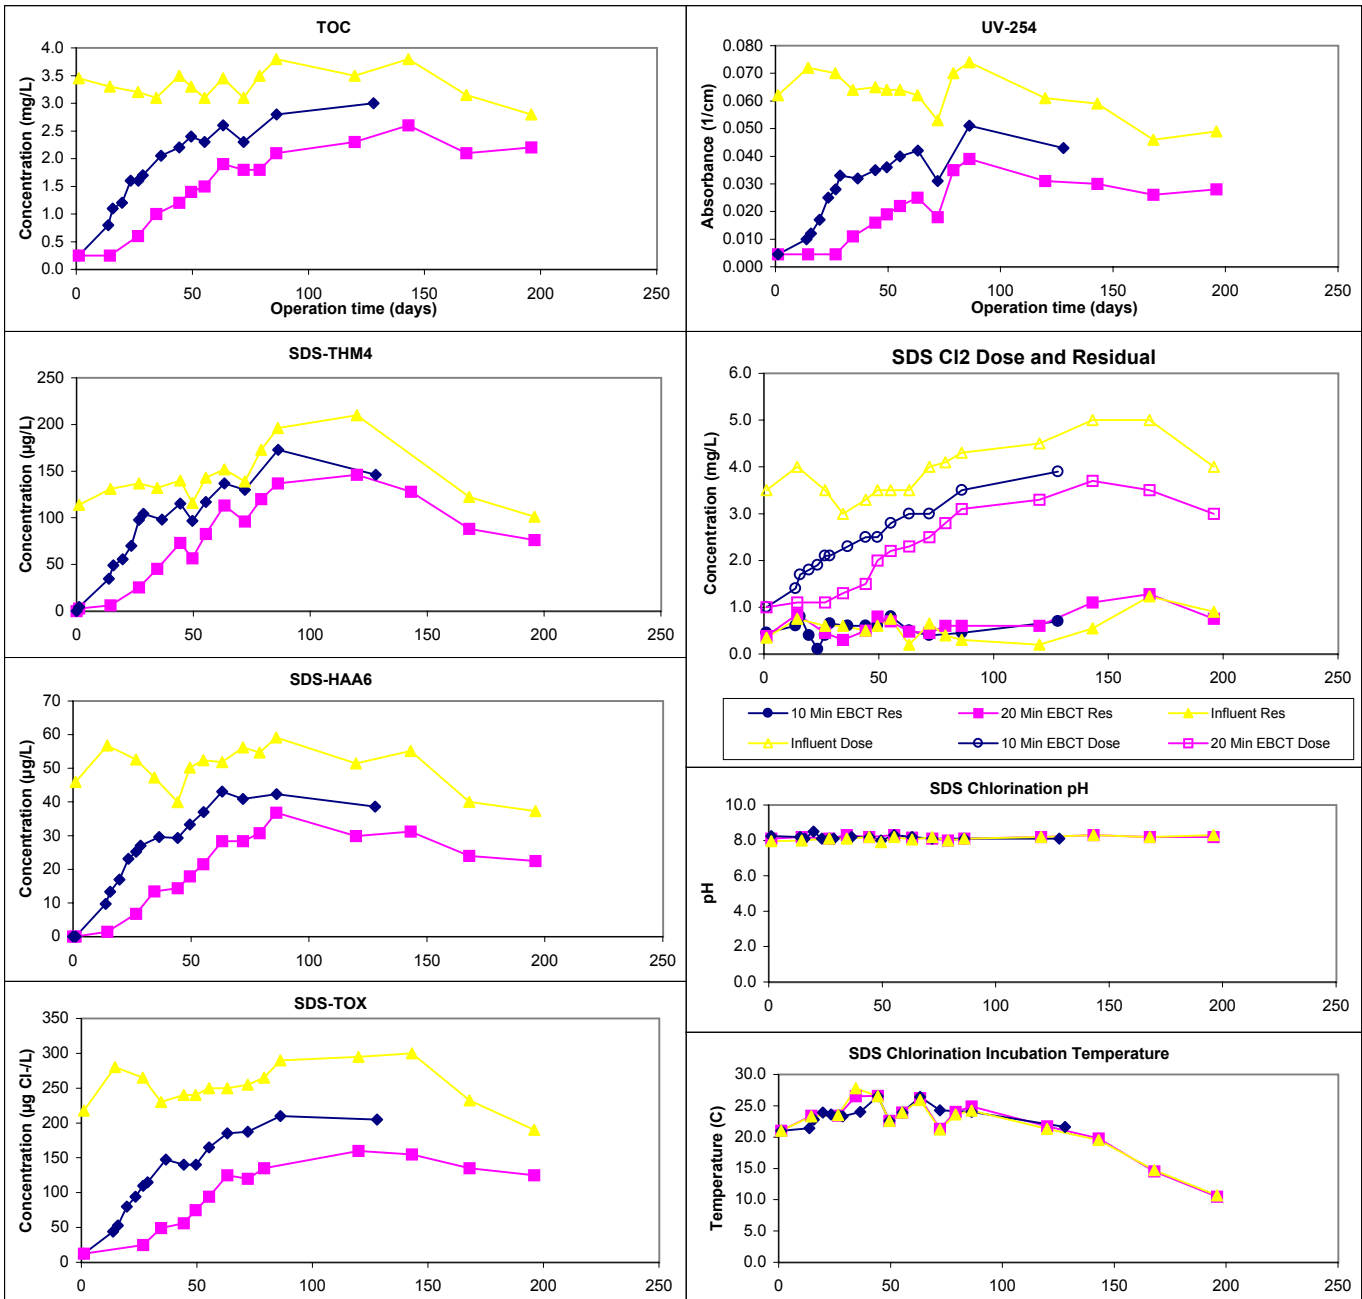 TOC
Concentration (mg/L)
4.0
3.5
3.0
2.5
2.0
1.5
1.0
0.5
0.0
0 50 100 150 200 250
Operation time (days)
UV-254
Absorbance (1/cm)
0.080
0.070
0.060
0.050
0.040
0.030
0.020
0.010
0.000
0 50 100 150 200 250
Operation time (days)
SDS-THM4
Concentration (µg/L)
250
200
150
100
50
0
0 50 100 150 200 250
SDS Cl2 Dose and Residual
Concentration (mg/L)
6.0
5.0
4.0
3.0
2.0
1.0
0.0
0 50 100 150 200 250
10 Min EBCT Res 20 Min EBCT Res Influent Res
Influent Dose 10 Min EBCT Dose 20 Min EBCT Dose
SDS-HAA6
Concentration (µg/L)
70
60
50
40
30
20
10
0
0 50 100 150 200 250
SDS Chlorination pH
pH
10.0
8.0
6.0
4.0
2.0
0.0
0 50 100 150 200 250
SDS-TOX
Concentration (µg Cl-/L)
350
300
250
200
150
100
50
0
0 50 100 150 200 250
SDS Chlorination Incubation Temperature
Temperature (C)
30.0
25.0
20.0
15.0
10.0
5.0
0.0
0 50 100 150 200 250